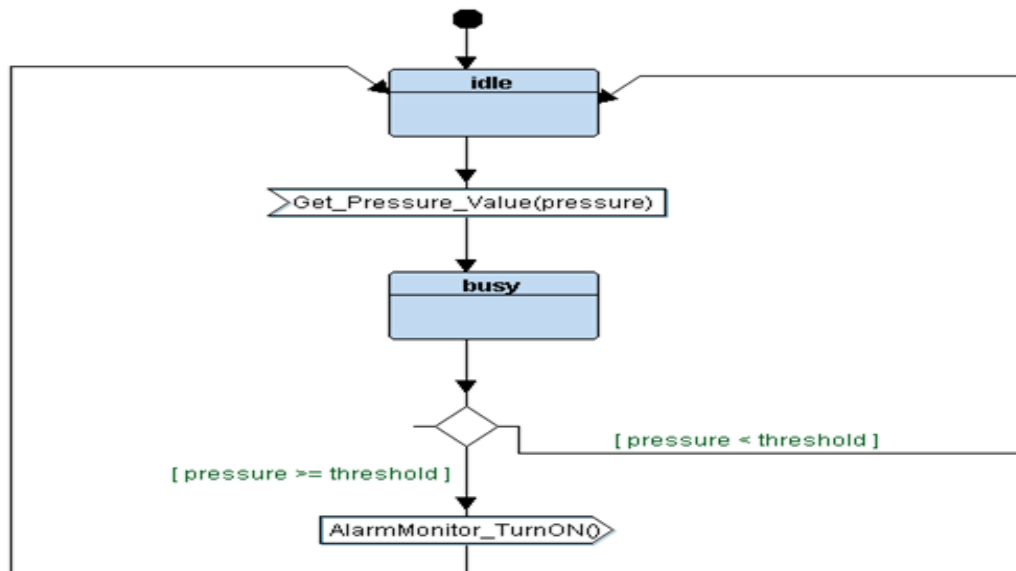 idle
Get_Pressure_Value(pressure)
busy
[ pressure < threshold ]
[ pressure >= threshold ]
AlarmMonitor_TurnON()